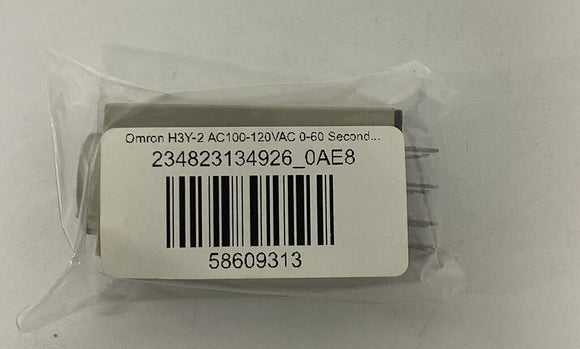 Omron H3Y-2 AC100-120VAC 0-60 Second...
234823134926_0AE8
58609313